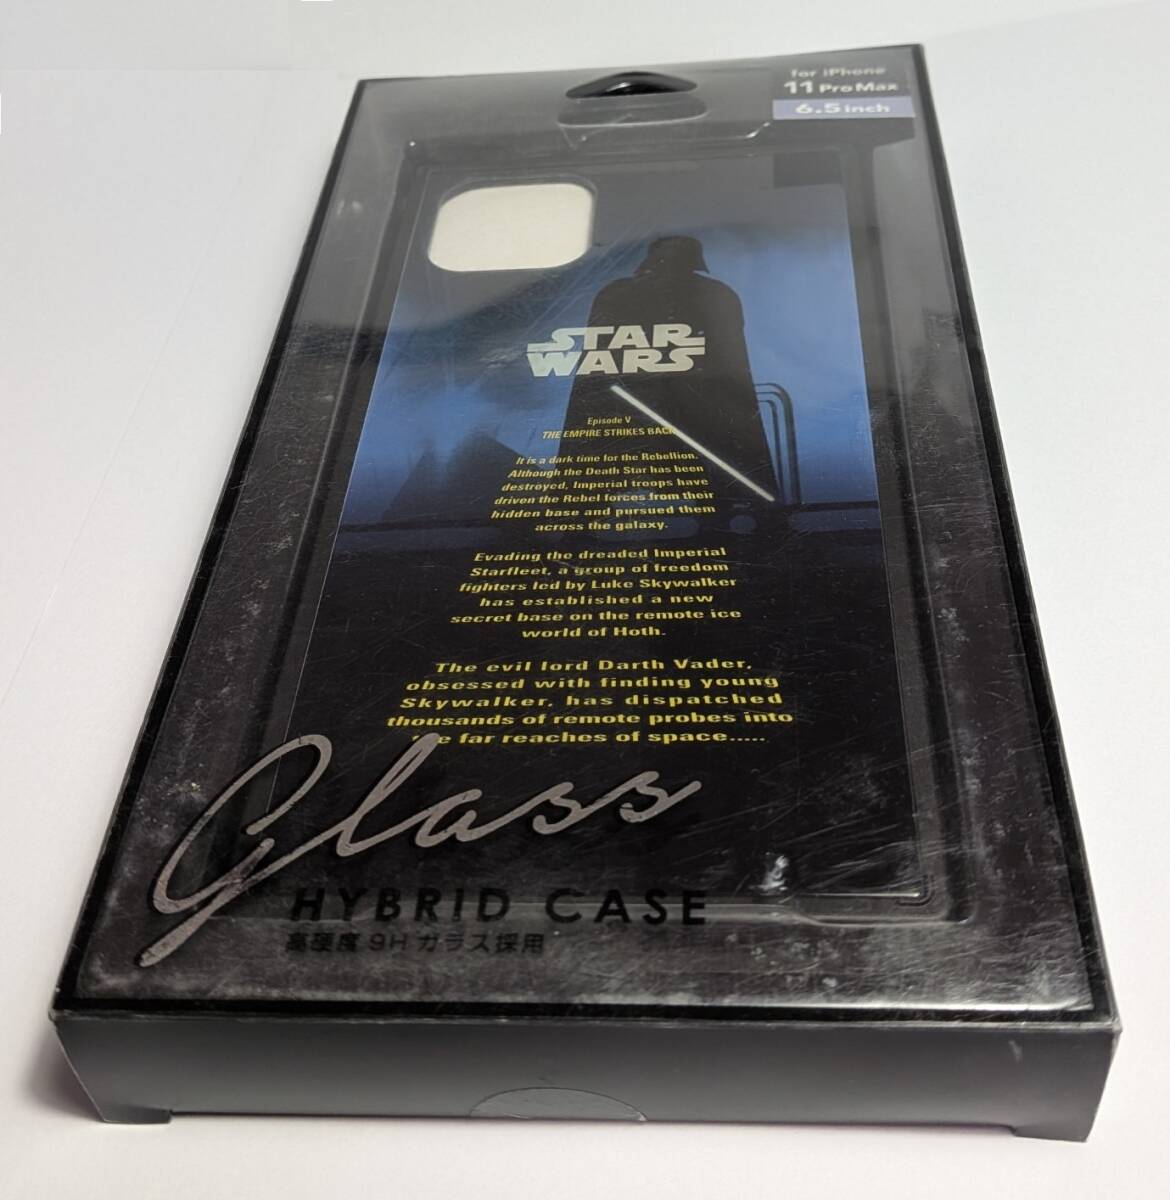 for iPhone
11 Pro Max
6.5inch
STAR
WARS
Episode V
THE EMPIRE STRIKES BACK
It is a dark time for the Rebellion.
Although the Death Star has been
destroyed, Imperial troops have
driven the Rebel forces from their
hidden base and pursued them
across the galaxy.
Evading the dreaded Imperial
Starfleet, a group of freedom
fighters led by Luke Skywalker
has established a new
secret base on the remote ice
world of Hoth.
The evil lord Darth Vader,
obsessed with finding young
Skywalker, has dispatched
thousands of remote probes into
the far reaches of space.....
Glass
HYBRID CASE
高硬度 9H ガラス採用